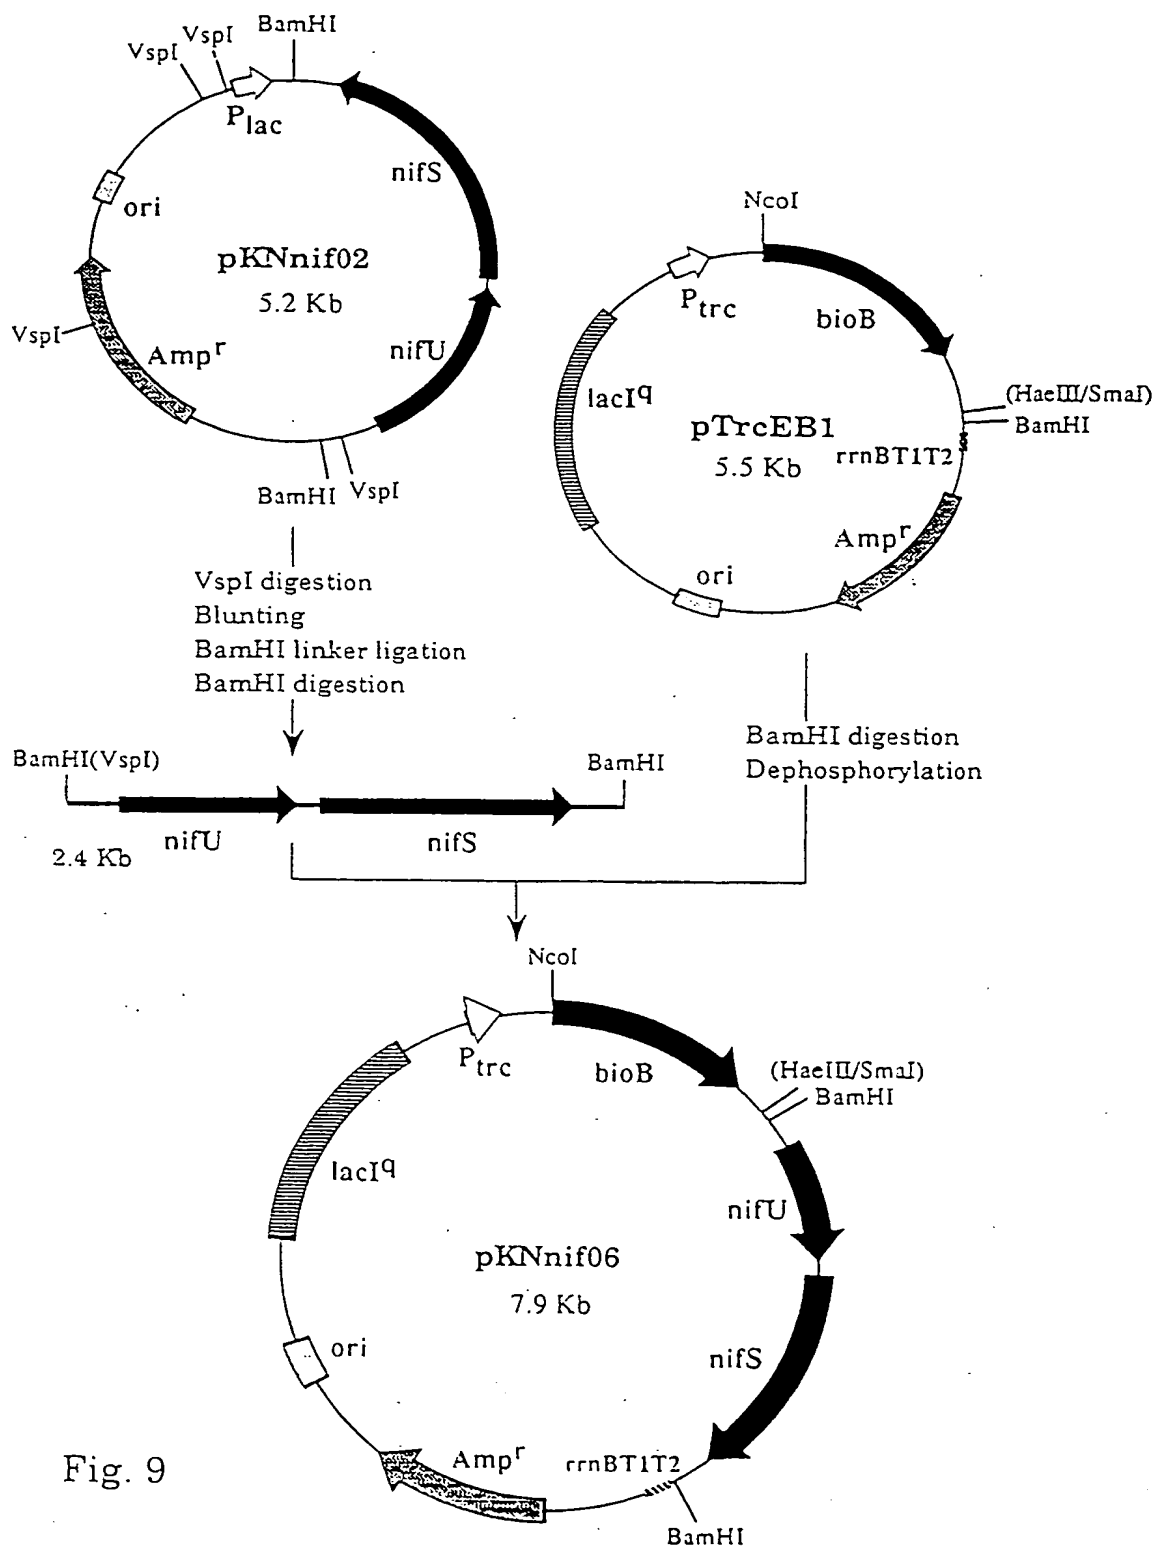 VspI
VspI
BamHI
Plac
nifS
ori
pKNnif02
5.2 Kb
VspI
Ampr
nifU
BamHI
VspI
NcoI
Ptrc
bioB
lacIq
pTrcEB1
5.5 Kb
(HaeIII/SmaI)
BamHI
rrnBT1T2
Ampr
ori
VspI digestion
Blunting
BamHI linker ligation
BamHI digestion
BamHI digestion
Dephosphorylation
BamHI(VspI)
BamHI
nifU
nifS
2.4 Kb
NcoI
Ptrc
bioB
(HaeIII/SmaI)
BamHI
lacIq
nifU
pKNnif06
7.9 Kb
ori
nifS
Ampr
rrnBT1T2
BamHI
Fig. 9